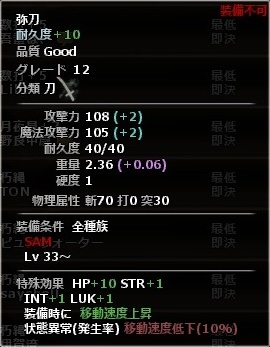 装備不可
弥刀
耐久度+10
品質 Good
グレード 12
分類 刀
攻撃力 108 (+2)
魔法攻撃力 105 (+2)
耐久度 40/40
重量 2.36 (+0.06)
硬度 1
物理属性 斬70 打0 突30
装備条件 全種族
SAM
Lv 33～
特殊効果 HP+10 STR+1
INT+1 LUK+1
装備時に 移動速度上昇
状態異常(発生率) 移動速度低下(10%)